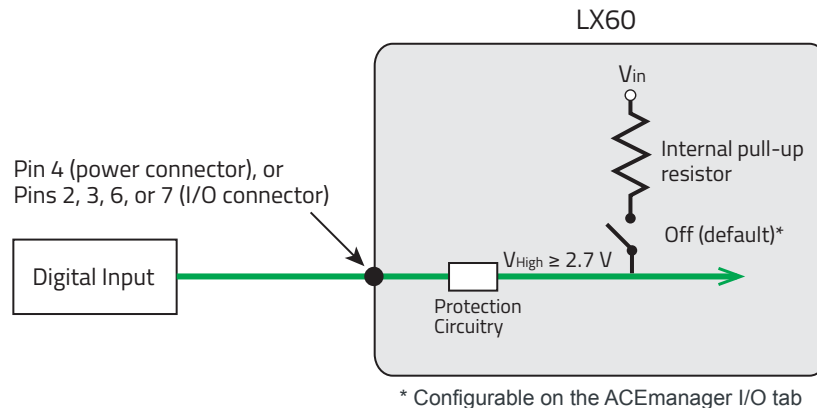 LX60
Vin
Internal pull-up
resistor
Pin 4 (power connector), or
Pins 2, 3, 6, or 7 (I/O connector)
Off (default)*
Digital Input
VHigh ≥ 2.7 V
Protection
Circuitry
* Configurable on the ACEmanager I/O tab